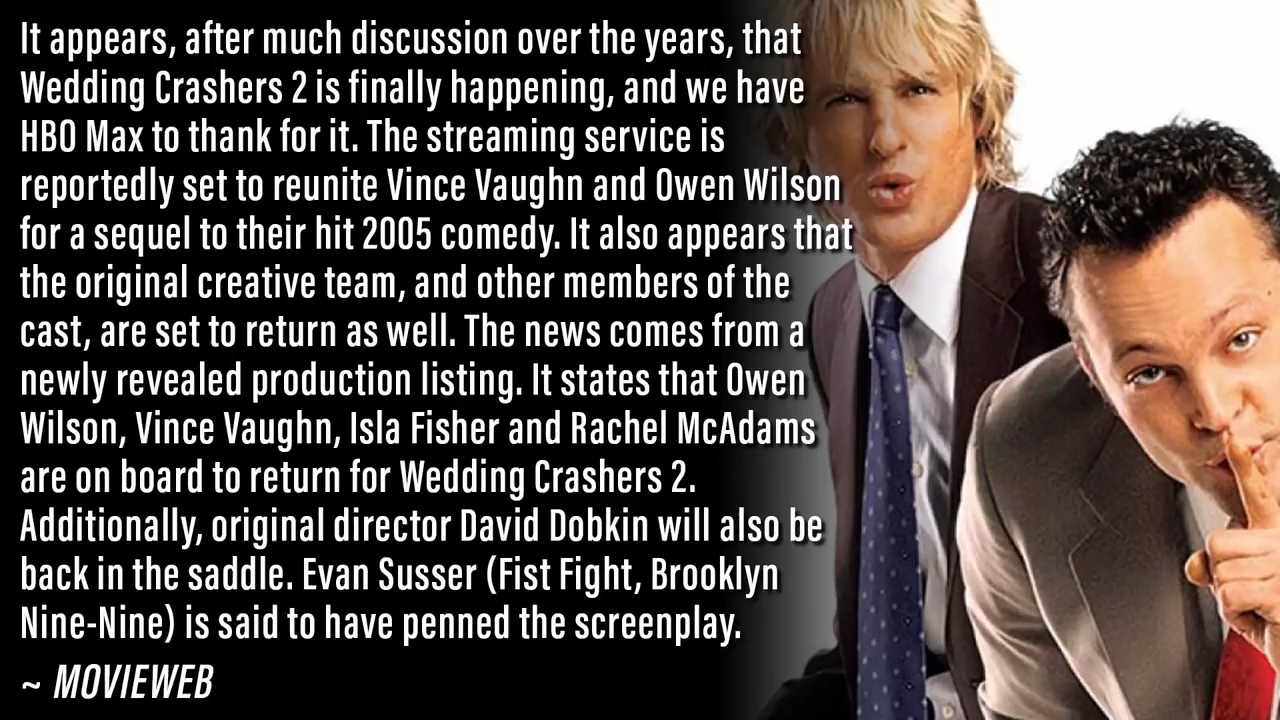 It appears, after much discussion over the years, that
Wedding Crashers 2 is finally happening, and we have
HBO Max to thank for it. The streaming service is
reportedly set to reunite Vince Vaughn and Owen Wilson
for a sequel to their hit 2005 comedy. It also appears that
the original creative team, and other members of the
cast, are set to return as well. The news comes from a
newly revealed production listing. It states that Owen
Wilson, Vince Vaughn, Isla Fisher and Rachel McAdams
are on board to return for Wedding Crashers 2.
Additionally, original director David Dobkin will also be
back in the saddle. Evan Susser (Fist Fight, Brooklyn
Nine-Nine) is said to have penned the screenplay.
~ MOVIEWEB